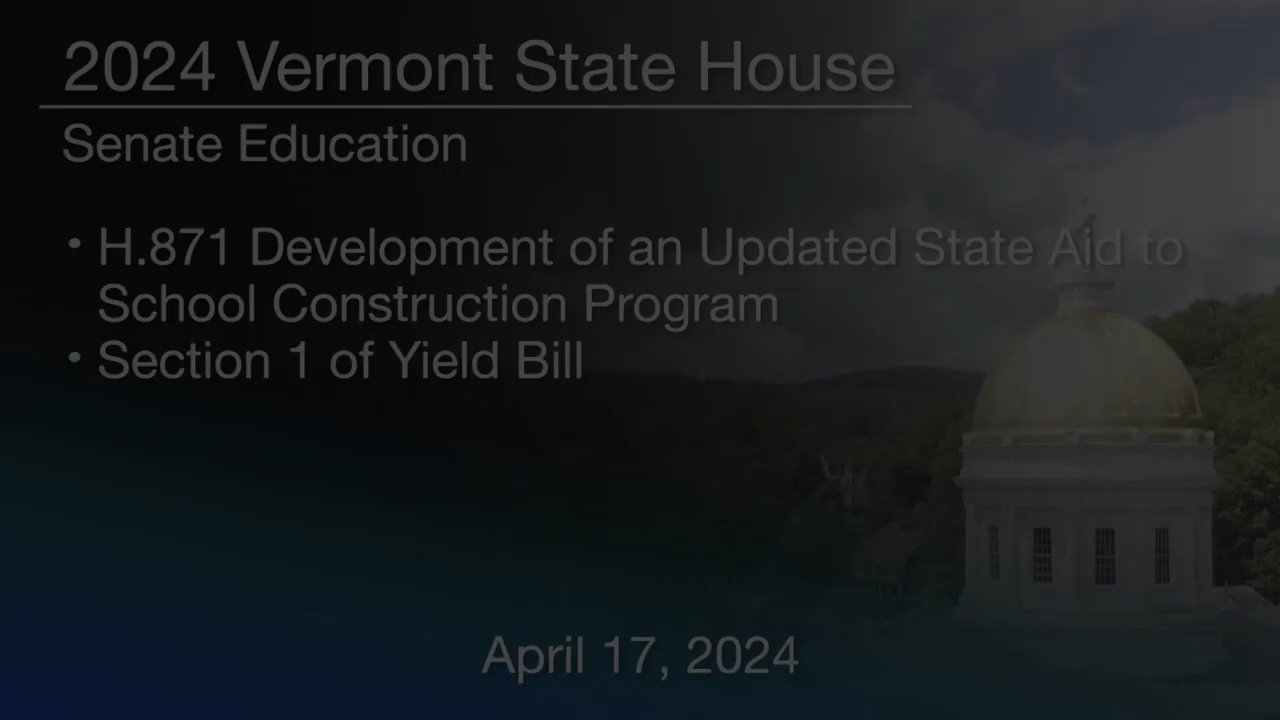 2024 Vermont State House
Senate Education
• H.871 Development of an Updated State Aid to
School Construction Program
• Section 1 of Yield Bill
April 17, 2024